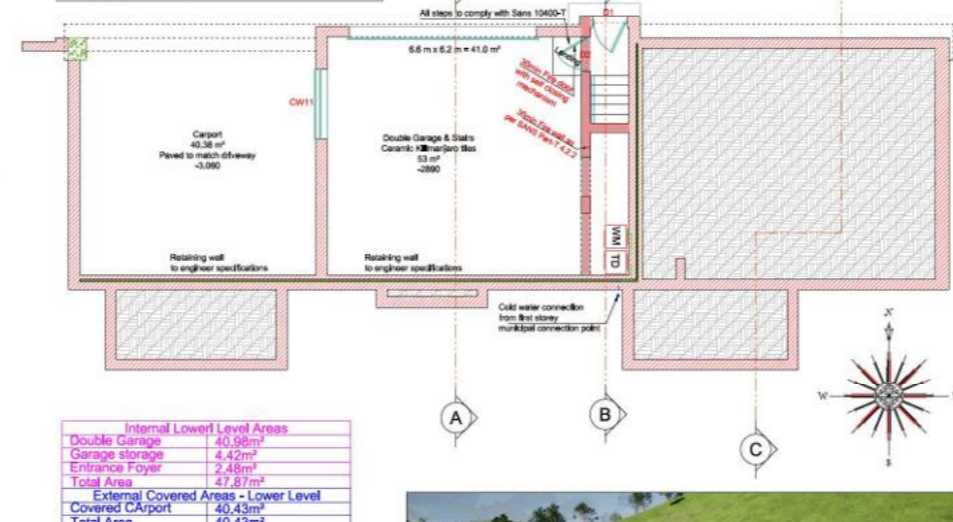 All steps to comply with Sans 10400-T
D1
6.6 m x 6.2 m = 41.0 m²
Landing
D2
30min Fire door
with self closing
mechanism
CW11
30min Fire wall as
per SANS Part-T 4.2.2
Carport
40,38 m²
Paved to match driveway
-3,060
Double Garage & Stairs
Ceramic Kilimanjaro tiles
53 m²
-2890
WM
TD
Retaining wall
to engineer specifications
Retaining wall
to engineer specifications
Cold water connection
from first storey
municipal connection point
N
W
S
A
B
C
Internal Lowerl Level Areas
Double Garage 40,98m²
Garage storage 4,42m²
Entrance Foyer 2,48m²
Total Area 47,87m²
External Covered Areas - Lower Level
Covered CArport 40,43m²
Total Area 40,43m²